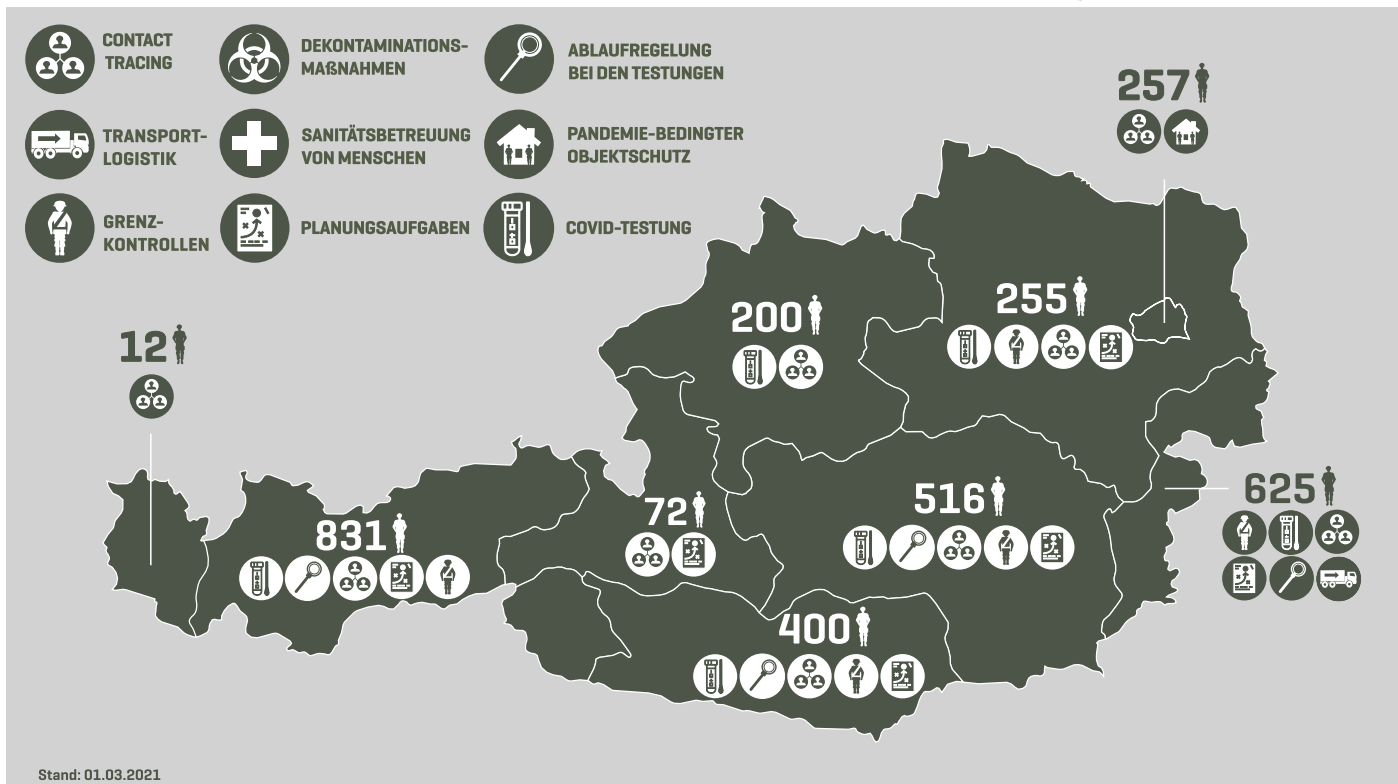 CONTACT
TRACING
DEKONTAMINATIONS-
MAßNAHMEN
ABLAUFREGELUNG
BEI DEN TESTUNGEN
TRANSPORT-
LOGISTIK
SANITÄTSBETREUUNG
VON MENSCHEN
PANDEMIE-BEDINGTER
OBJEKTSCHUTZ
GRENZ-
KONTROLLEN
PLANUNGSAUFGABEN
COVID-TESTUNG
257
255
200
12
625
516
72
831
400
Stand: 01.03.2021